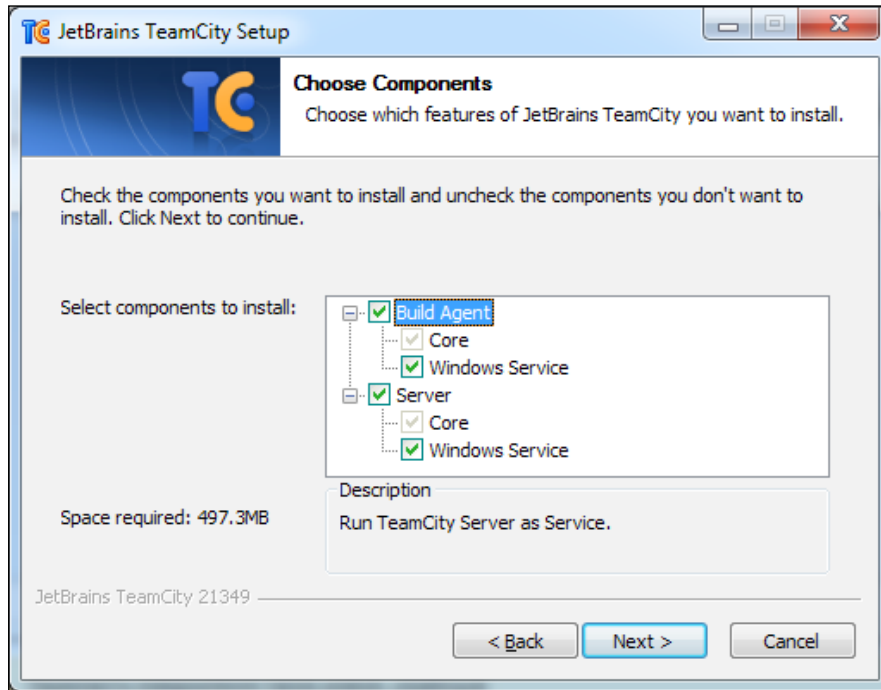 JetBrains TeamCity Setup
Choose Components
Choose which features of JetBrains TeamCity you want to install.
Check the components you want to install and uncheck the components you don't want to
install. Click Next to continue.
Select components to install:
Build Agent
Core
Windows Service
Server
Core
Windows Service
Space required: 497.3MB
Description
Run TeamCity Server as Service.
JetBrains TeamCity 21349
< Back
Next >
Cancel